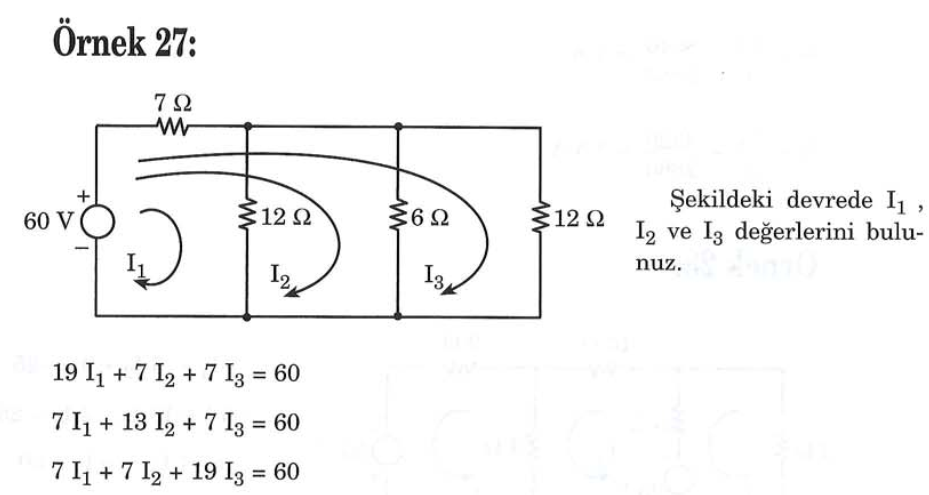 Örnek 27:
7 Ω
+
60 V
−
12 Ω
6 Ω
12 Ω
I₁
I₂
I₃
Şekildeki devrede I₁ ,
I₂ ve I₃ değerlerini bulu-
nuz.
19 I₁ + 7 I₂ + 7 I₃ = 60
7 I₁ + 13 I₂ + 7 I₃ = 60
7 I₁ + 7 I₂ + 19 I₃ = 60